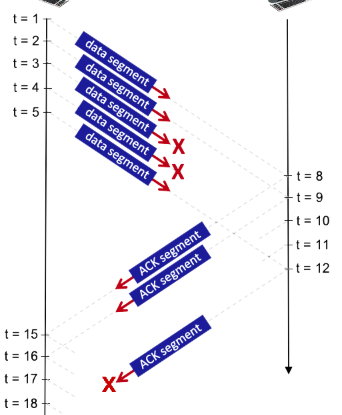 t = 1
t = 2
t = 3
t = 4
t = 5
data segment
data segment
data segment
data segment
data segment
X
X
t = 8
t = 9
t = 10
t = 11
t = 12
ACK segment
ACK segment
ACK segment
X
t = 15
t = 16
t = 17
t = 18